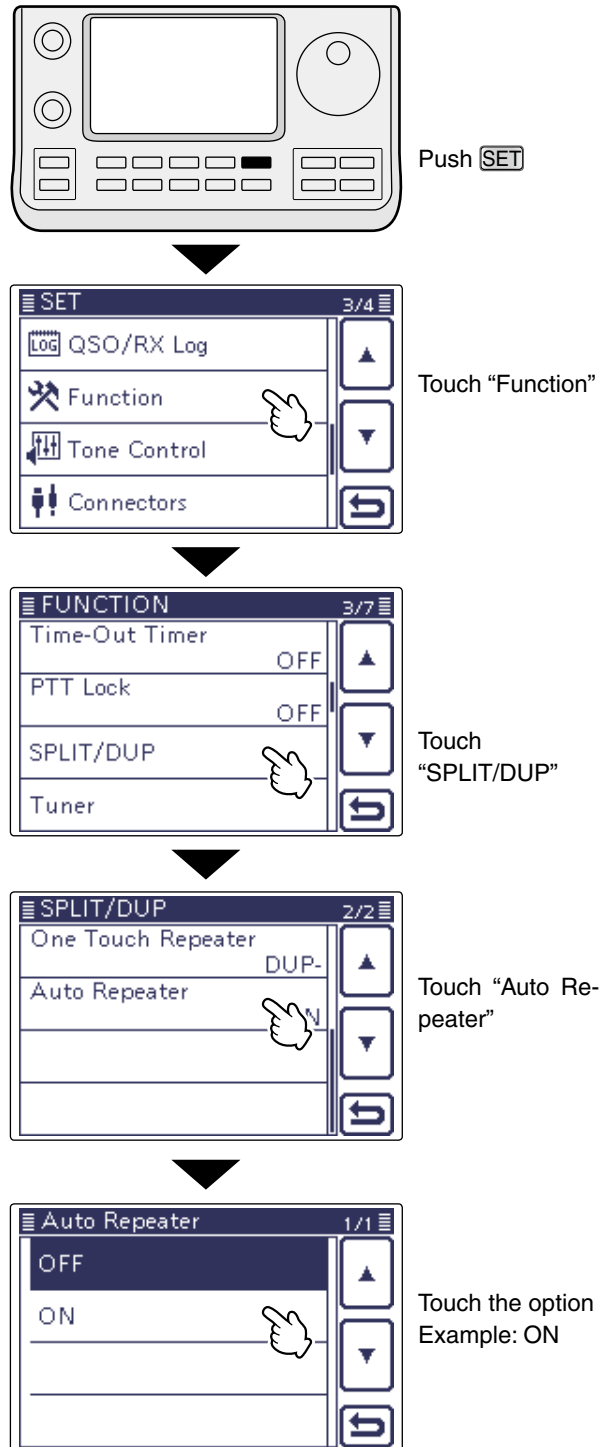 Push SET
SET 3/4
LOG QSO/RX Log
Function
Tone Control
Connectors
Touch “Function”
FUNCTION 3/7
Time-Out Timer
OFF
PTT Lock
OFF
SPLIT/DUP
Tuner
Touch
“SPLIT/DUP”
SPLIT/DUP 2/2
One Touch Repeater
DUP-
Auto Repeater
N
Touch “Auto Re-
peater”
Auto Repeater 1/1
OFF
ON
Touch the option
Example: ON